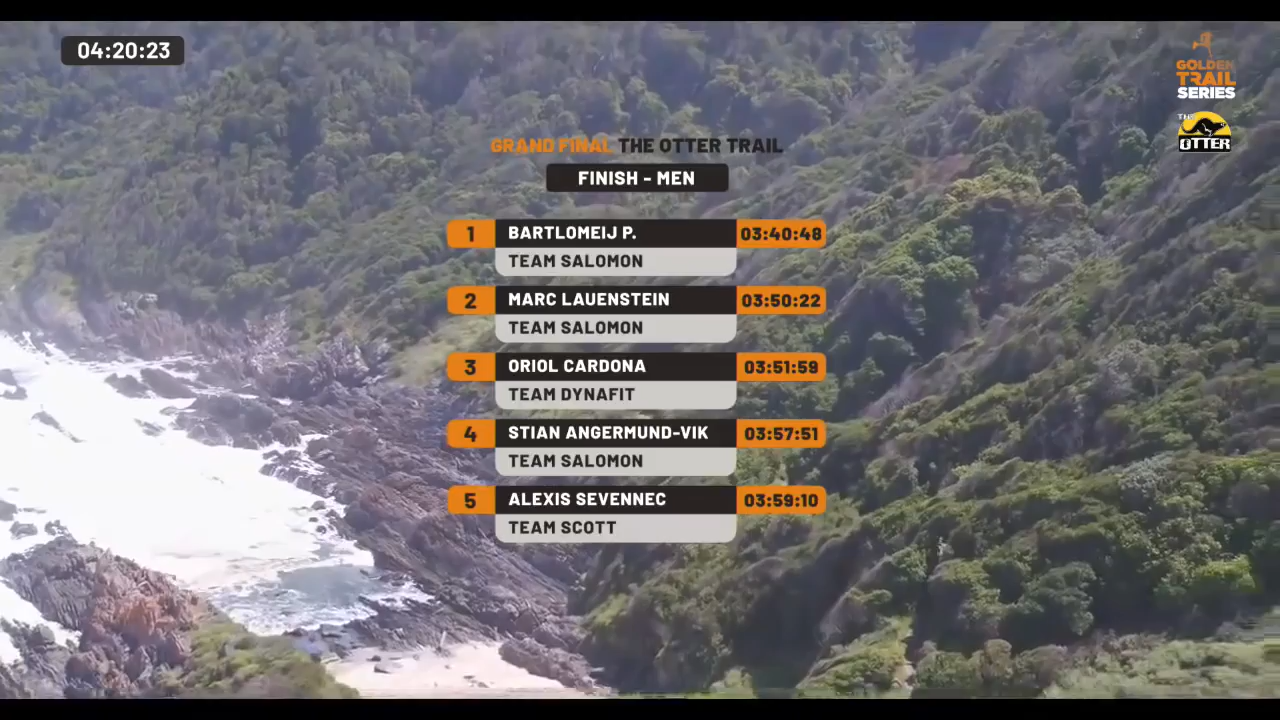 04:20:23
GOLDEN
TRAIL
SERIES
THE
OTTER
GRAND FINAL THE OTTER TRAIL
FINISH - MEN
1 BARTLOMEIJ P. 03:40:48
TEAM SALOMON
2 MARC LAUENSTEIN 03:50:22
TEAM SALOMON
3 ORIOL CARDONA 03:51:59
TEAM DYNAFIT
4 STIAN ANGERMUND-VIK 03:57:51
TEAM SALOMON
5 ALEXIS SEVENNEC 03:59:10
TEAM SCOTT